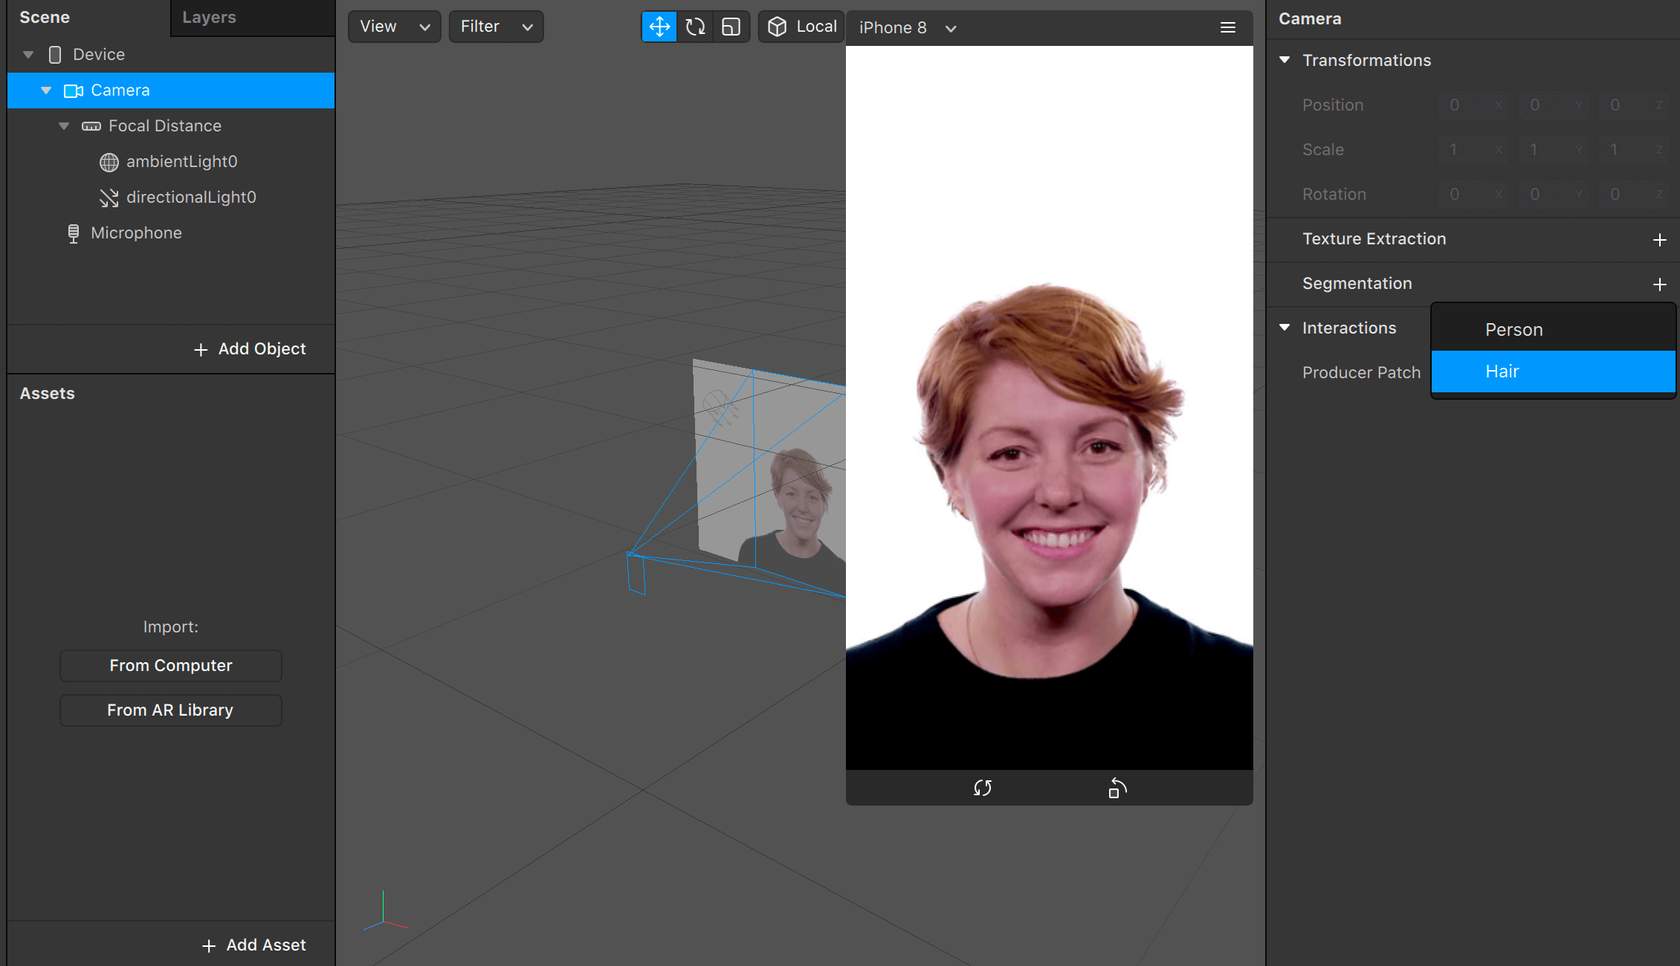 Scene
Layers
Device
Camera
Focal Distance
ambientLight0
directionalLight0
Microphone
Add Object
Assets
Import:
From Computer
From AR Library
Add Asset
View
Filter
Local
iPhone 8
Camera
Transformations
Position 0 X 0 Y 0 Z
Scale 1 X 1 Y 1 Z
Rotation 0 X 0 Y 0 Z
Texture Extraction
Segmentation
Interactions
Person
Hair
Producer Patch